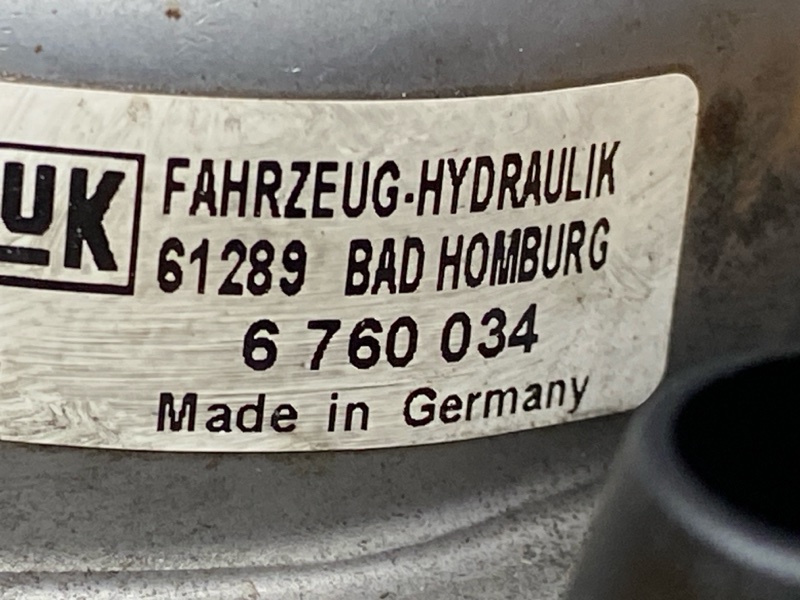 UK
FAHRZEUG-HYDRAULIK
61289 BAD HOMBURG
6 760 034
Made in Germany